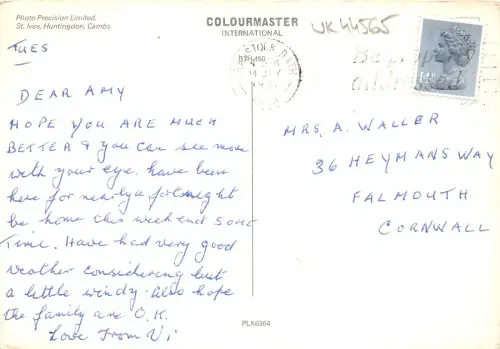 Photo Precision Limited,
St. Ives, Huntingdon, Cambs.
COLOURMASTER
INTERNATIONAL
UK44565
BTH 150
TUES
DEAR AMY
HOPE YOU ARE MUCH
BETTER & you can see more
with your eye. have been
here for nearly a fortnight
be home this weekend SOME
Time. Have had very good
weather considering but
a little windy. Also hope
the family are O.K.
Love From Vi
MRS. A. WALLER
36 HEYMANS WAY
FALMOUTH
CORNWALL
PLX6364